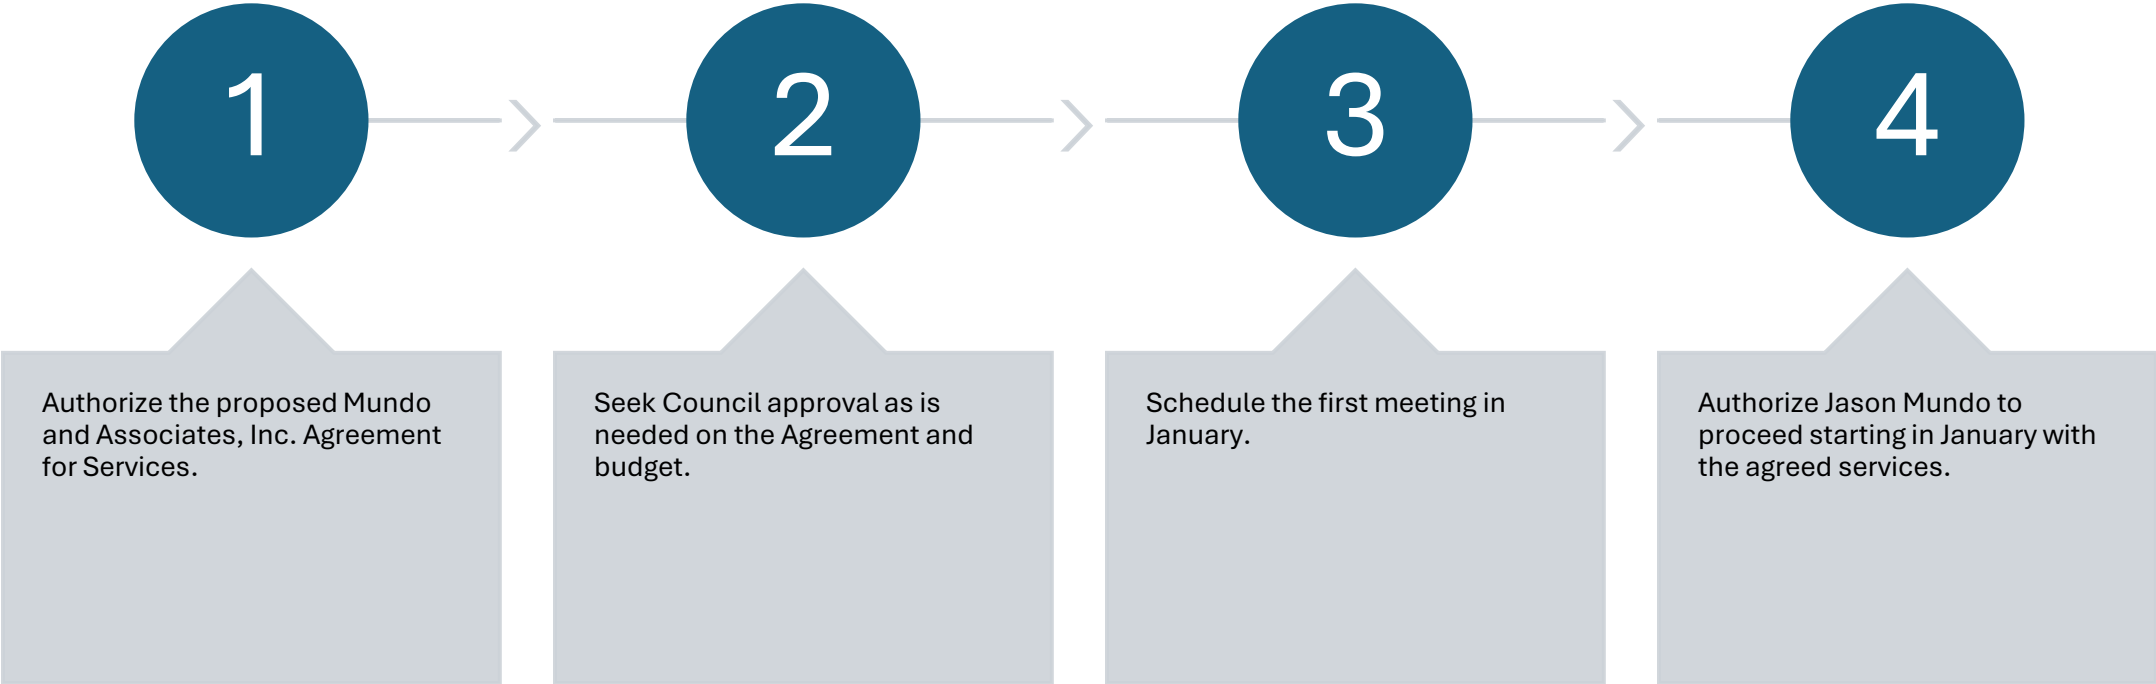 1
2
3
4
Authorize the proposed Mundo
and Associates, Inc. Agreement
for Services.
Seek Council approval as is
needed on the Agreement and
budget.
Schedule the first meeting in
January.
Authorize Jason Mundo to
proceed starting in January with
the agreed services.